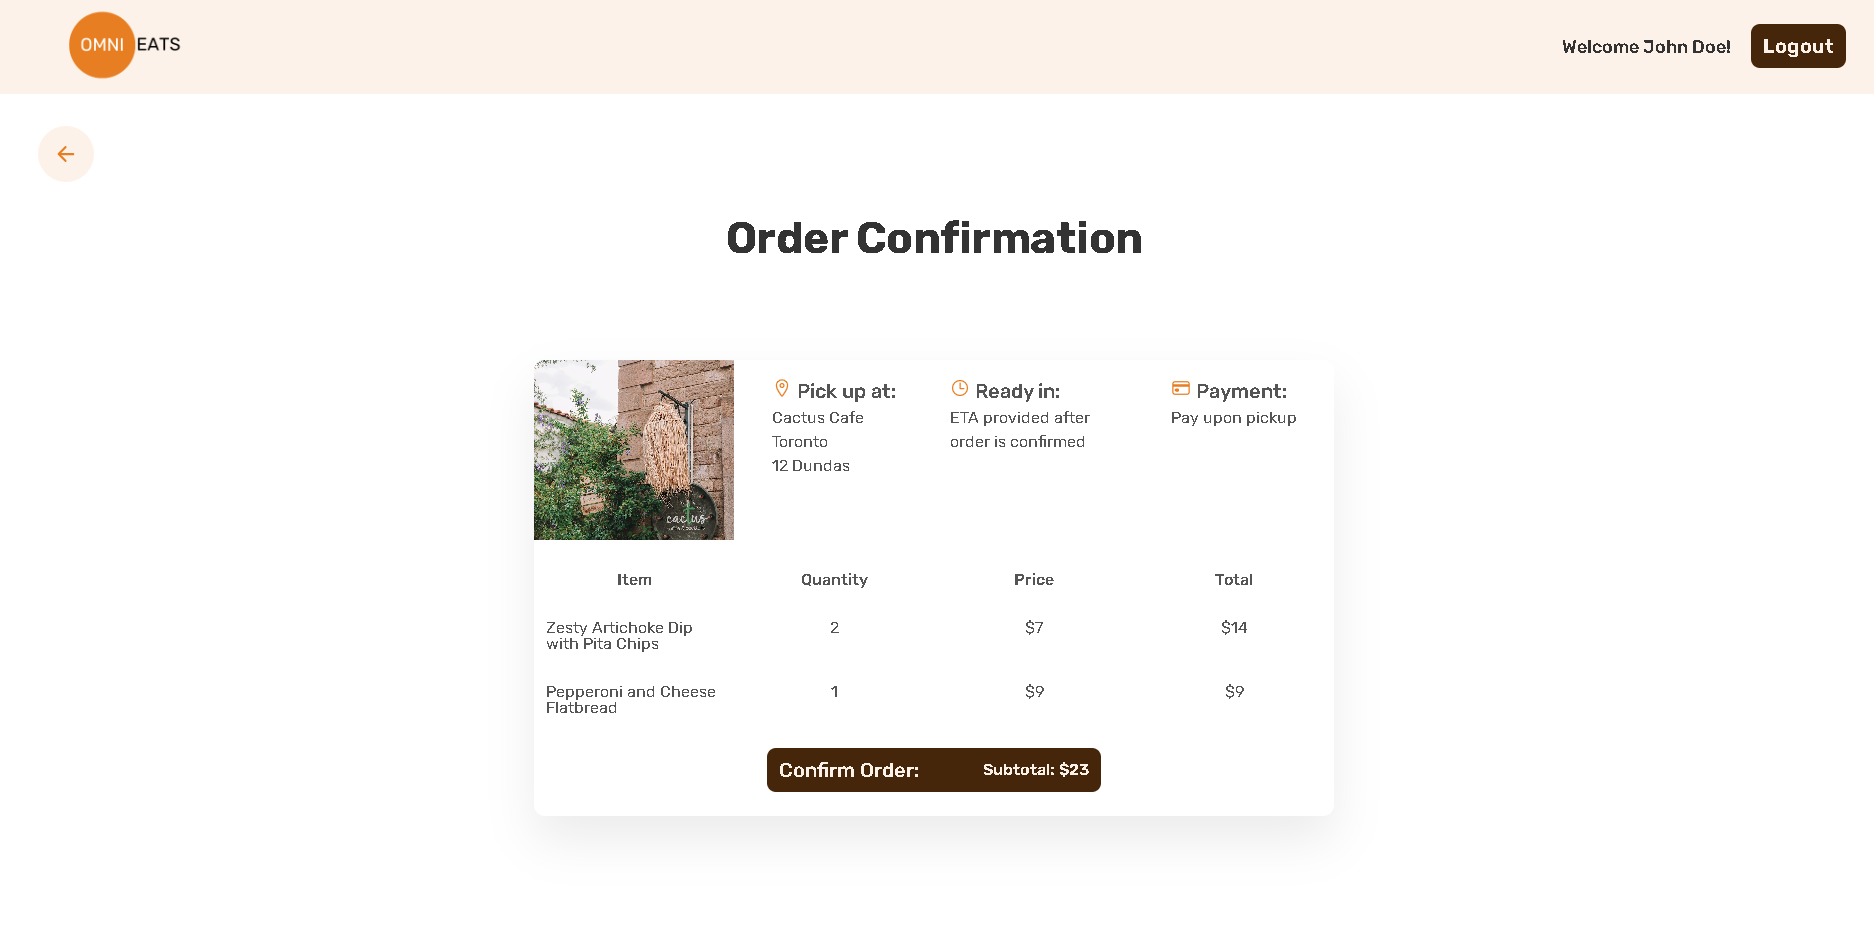 OMNI EATS
Welcome John Doe!
Logout
Order Confirmation
Pick up at:
Cactus Cafe
Toronto
12 Dundas
Ready in:
ETA provided after
order is confirmed
Payment:
Pay upon pickup
cactus
Item Quantity Price Total
Zesty Artichoke Dip
with Pita Chips
2 $7 $14
Pepperoni and Cheese
Flatbread
1 $9 $9
Confirm Order: Subtotal: $23